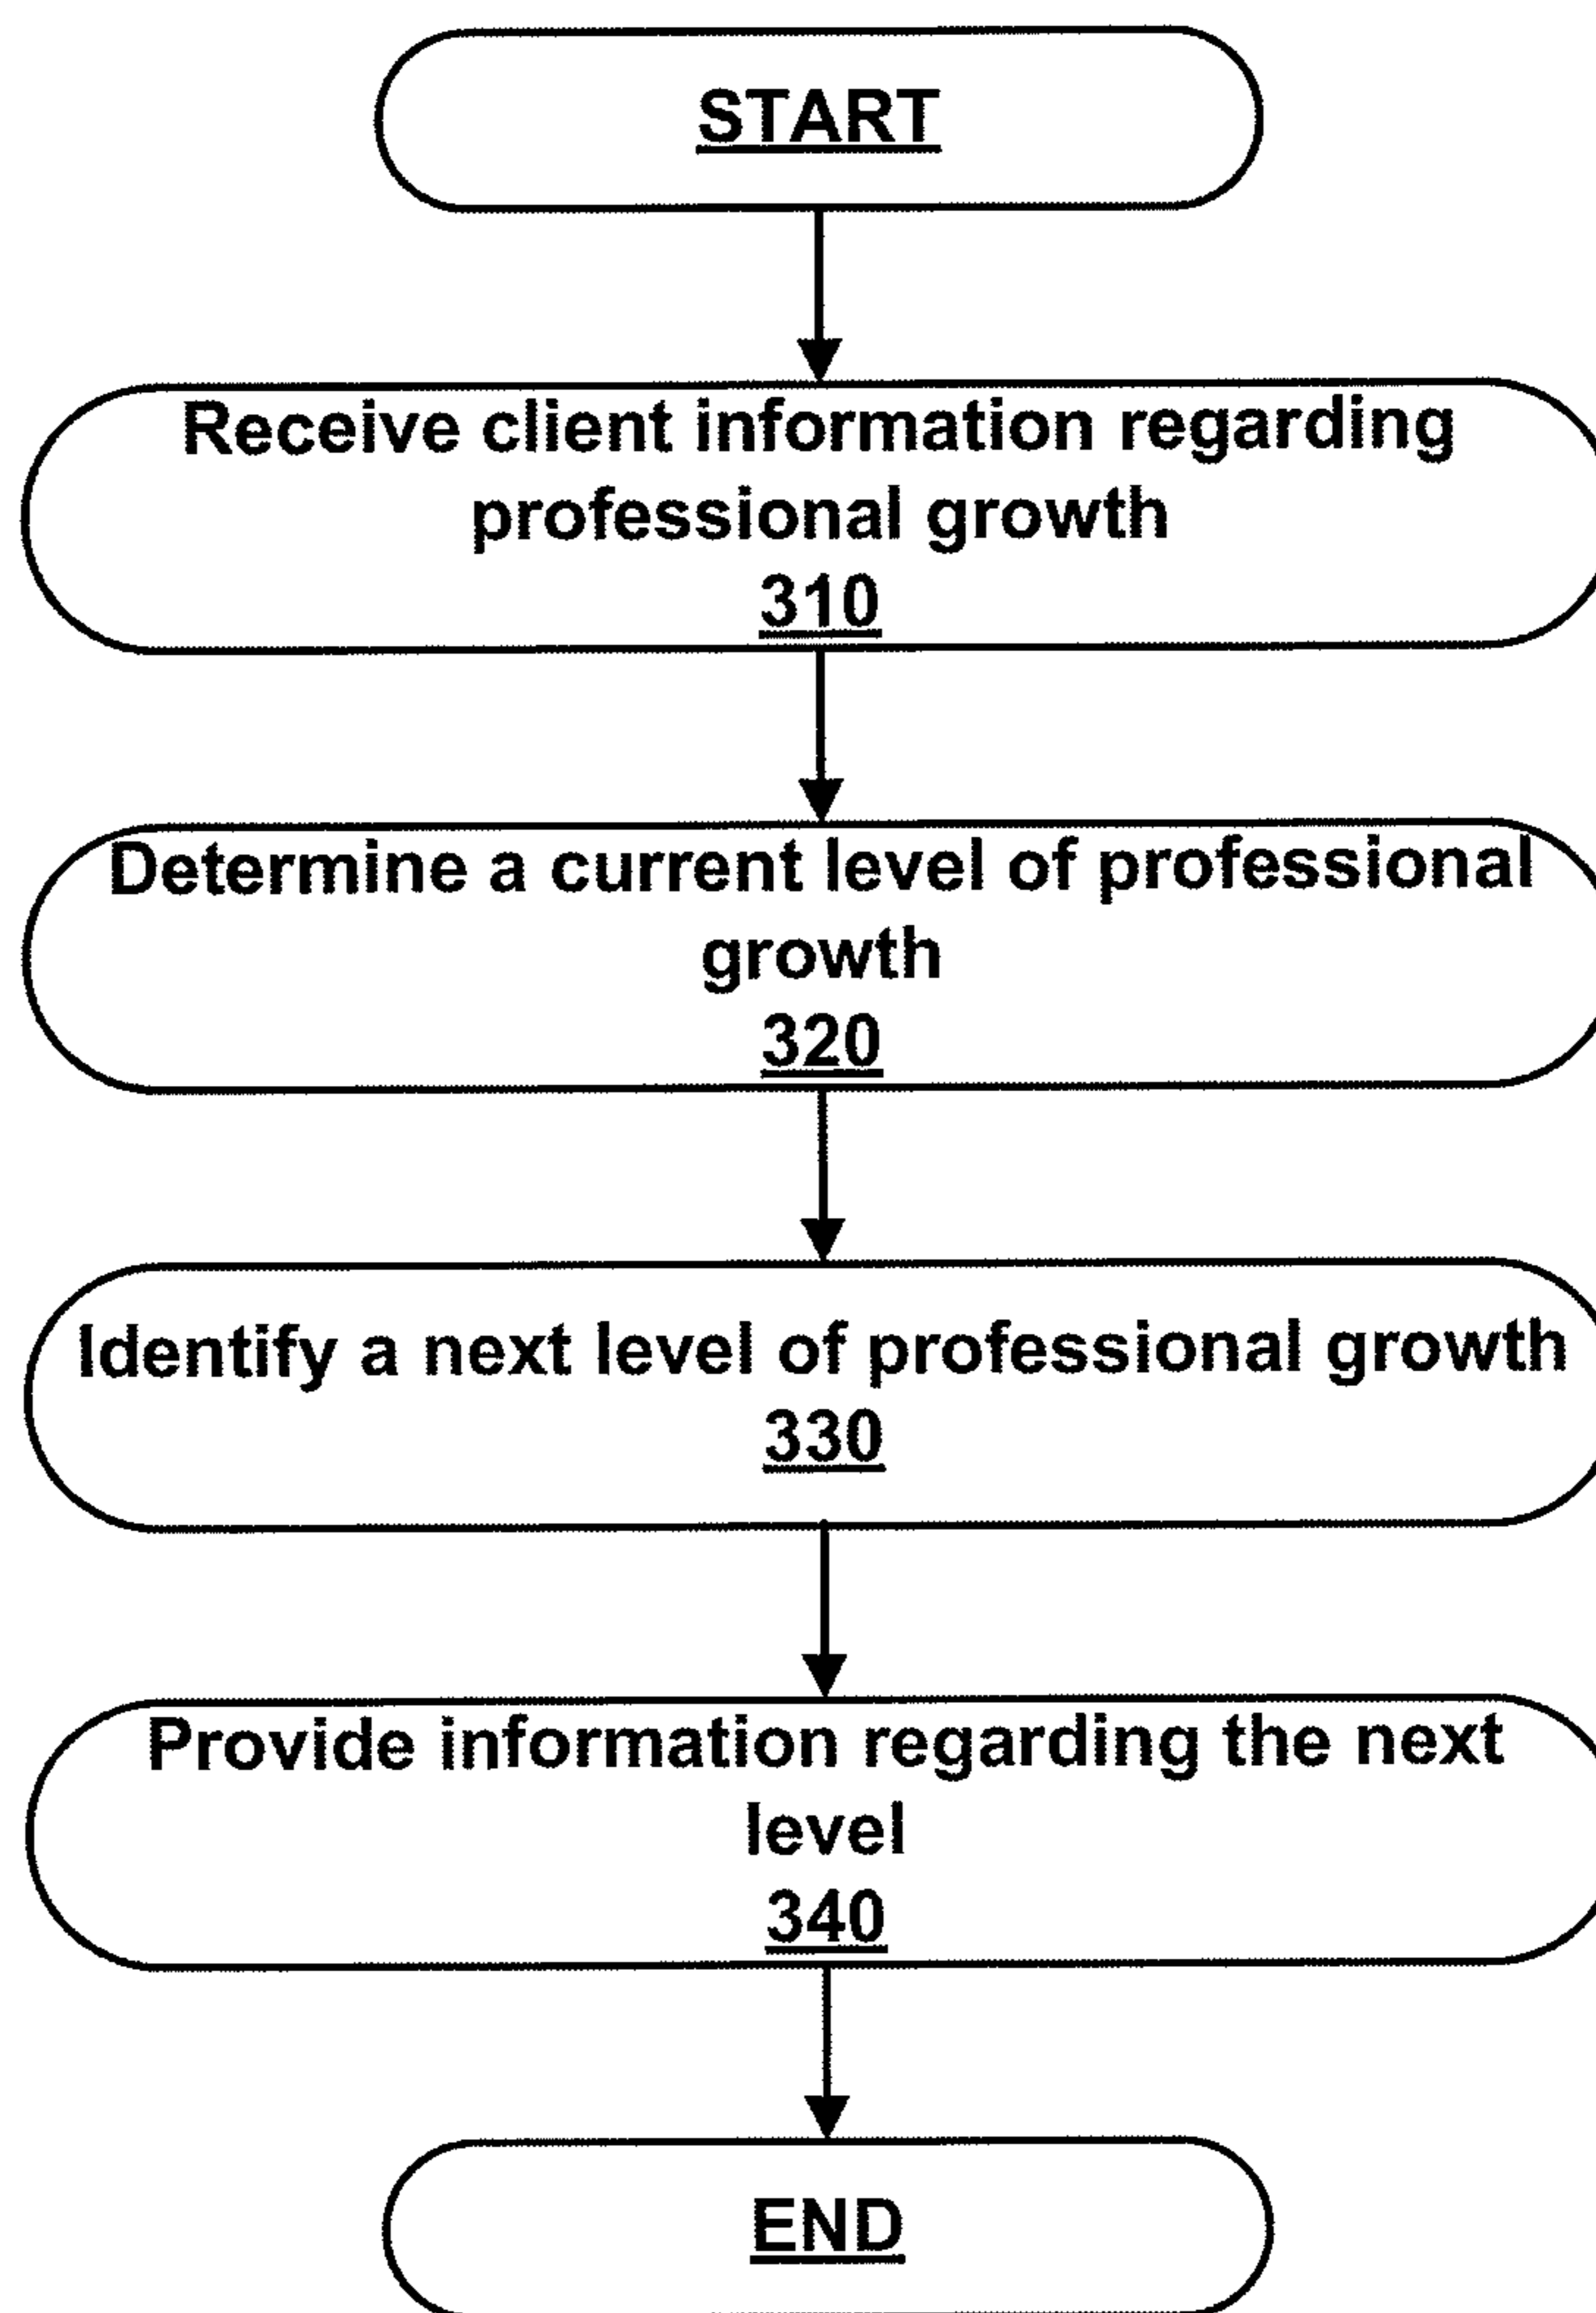 START
Receive client information regarding
professional growth
310
Determine a current level of professional
growth
320
Identify a next level of professional growth
330
Provide information regarding the next
level
340
END